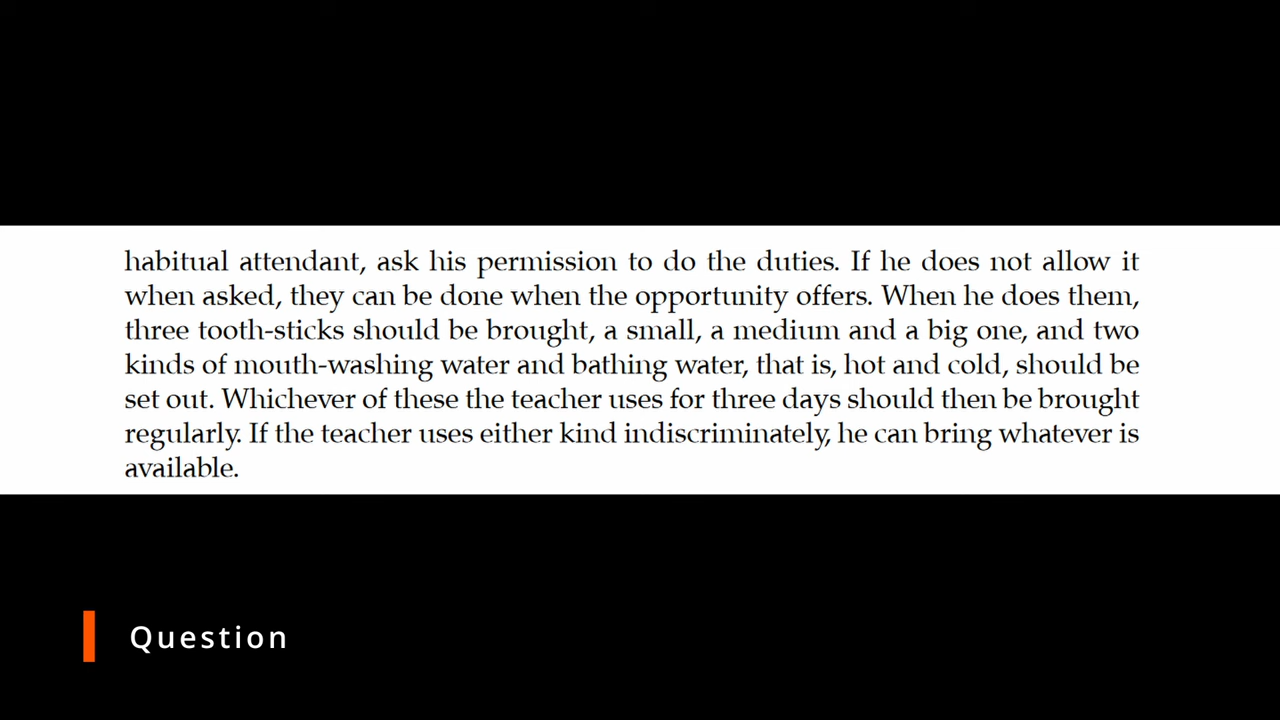 habitual attendant, ask his permission to do the duties. If he does not allow it
when asked, they can be done when the opportunity offers. When he does them,
three tooth-sticks should be brought, a small, a medium and a big one, and two
kinds of mouth-washing water and bathing water, that is, hot and cold, should be
set out. Whichever of these the teacher uses for three days should then be brought
regularly. If the teacher uses either kind indiscriminately, he can bring whatever is
available.
Question